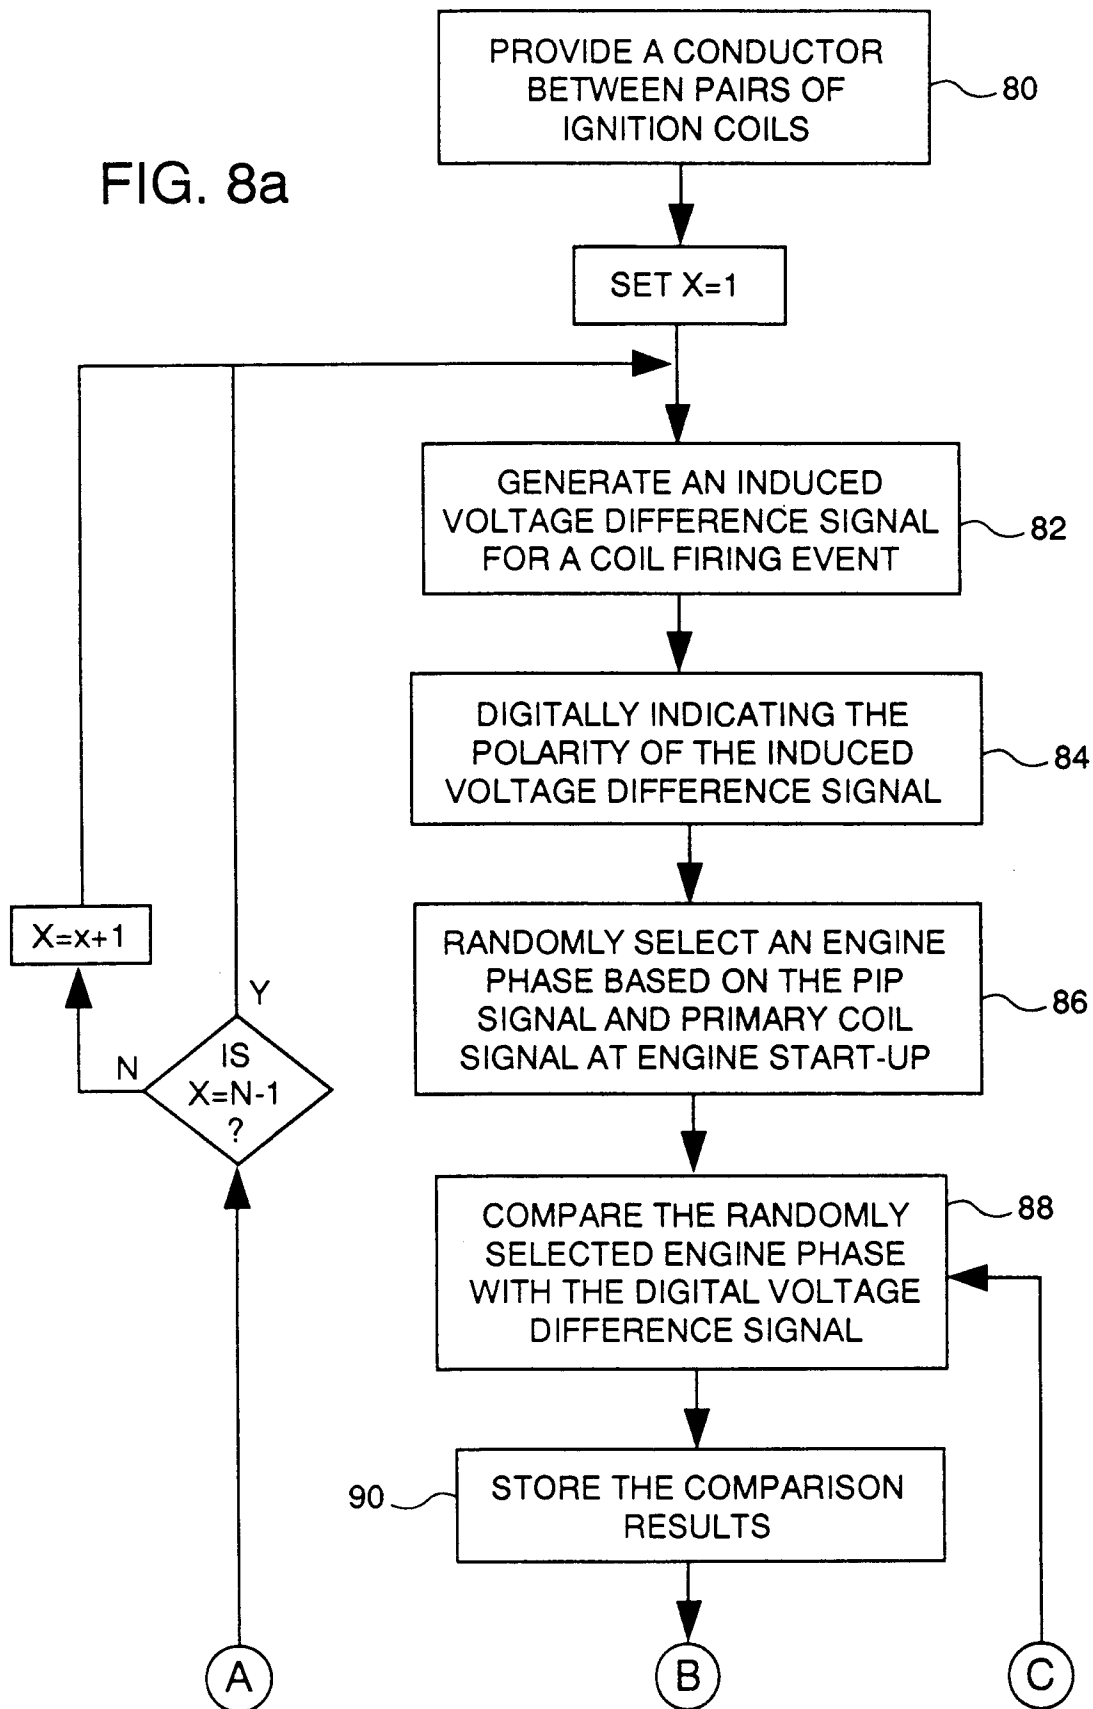 PROVIDE A CONDUCTOR
BETWEEN PAIRS OF
IGNITION COILS
80
FIG. 8a
SET X=1
GENERATE AN INDUCED
VOLTAGE DIFFERENCE SIGNAL
FOR A COIL FIRING EVENT
82
DIGITALLY INDICATING THE
POLARITY OF THE INDUCED
VOLTAGE DIFFERENCE SIGNAL
84
X=x+1
RANDOMLY SELECT AN ENGINE
PHASE BASED ON THE PIP
SIGNAL AND PRIMARY COIL
SIGNAL AT ENGINE START-UP
86
Y
N
IS
X=N-1
?
COMPARE THE RANDOMLY
SELECTED ENGINE PHASE
WITH THE DIGITAL VOLTAGE
DIFFERENCE SIGNAL
88
90
STORE THE COMPARISON
RESULTS
A
B
C